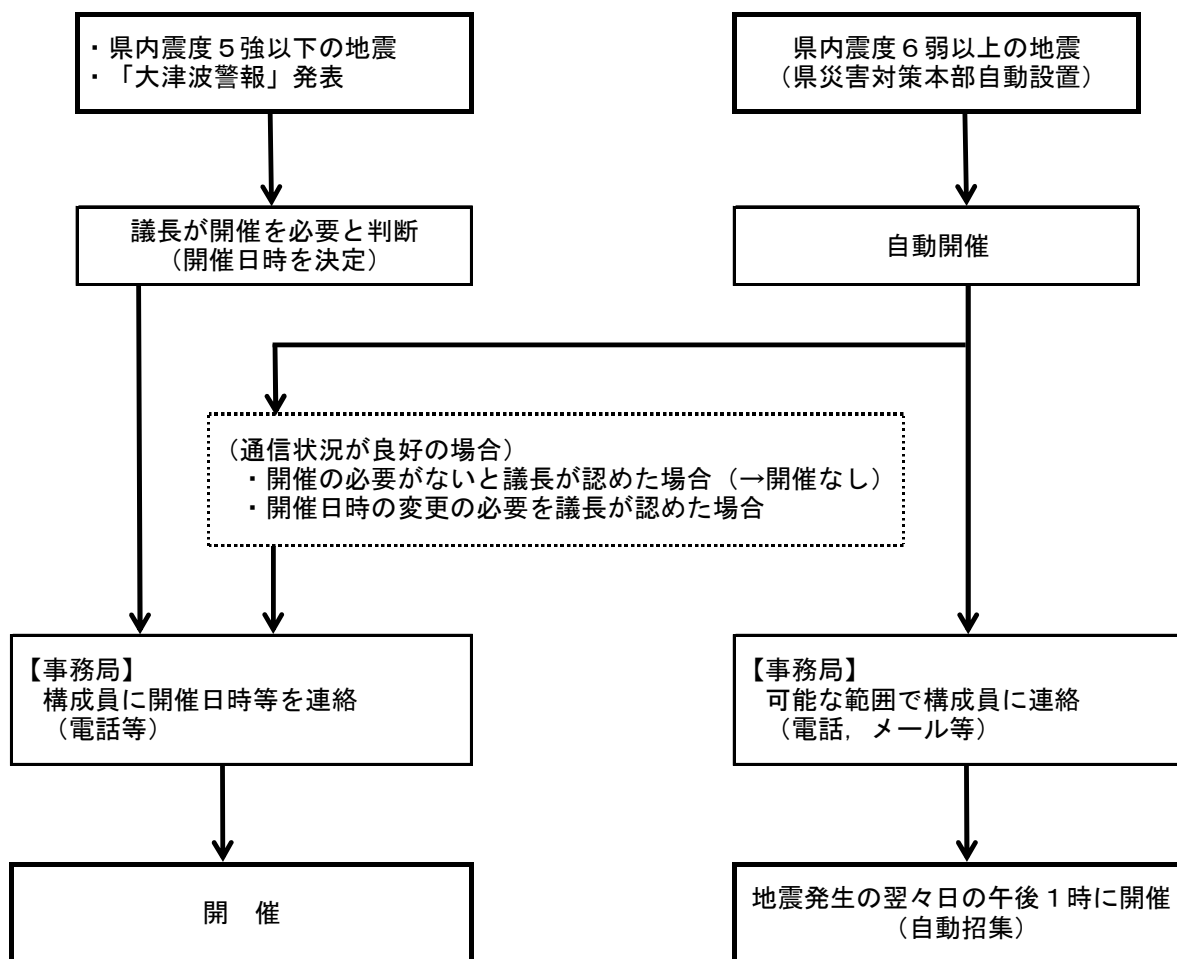 ・県内震度５強以下の地震
・「大津波警報」発表
県内震度６弱以上の地震
（県災害対策本部自動設置）
議長が開催を必要と判断
（開催日時を決定）
自動開催
（通信状況が良好の場合）
・開催の必要がないと議長が認めた場合（→開催なし）
・開催日時の変更の必要を議長が認めた場合
【事務局】
構成員に開催日時等を連絡
（電話等）
【事務局】
可能な範囲で構成員に連絡
（電話，メール等）
開　催
地震発生の翌々日の午後１時に開催
（自動招集）